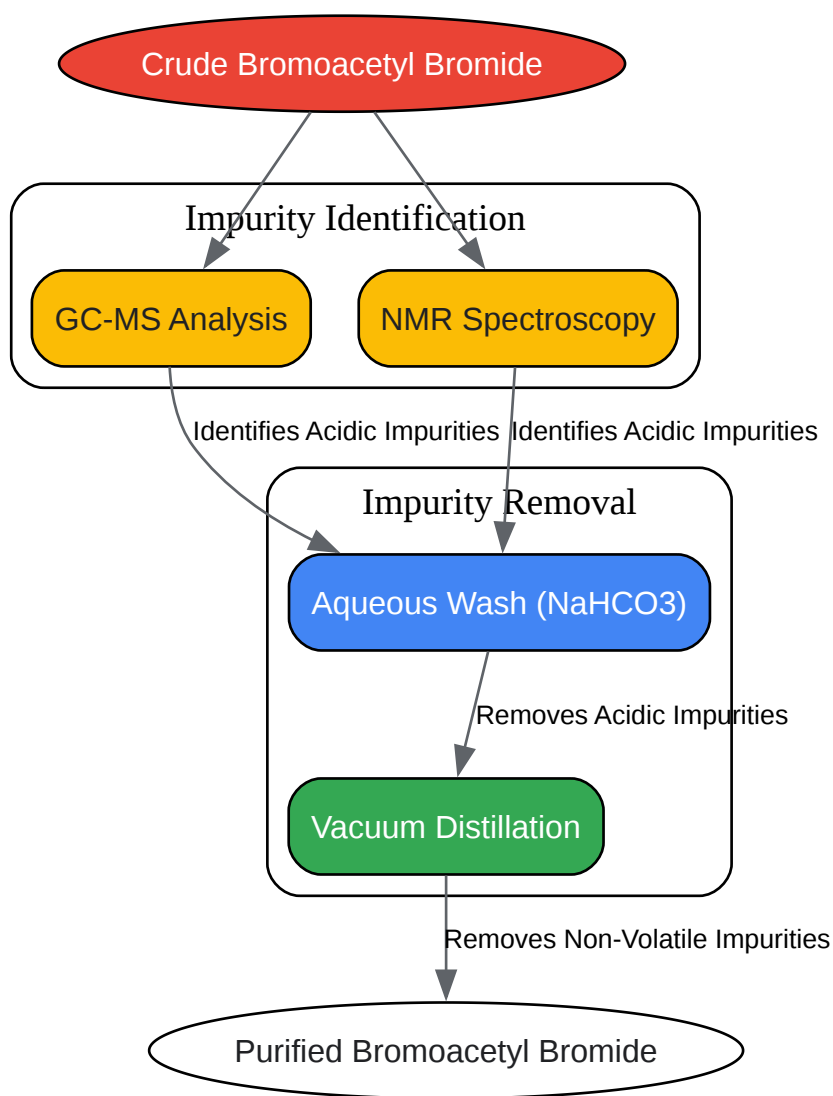 Crude Bromoacetyl Bromide
Impurity Identification
GC-MS Analysis
NMR Spectroscopy
Identifies Acidic Impurities
Identifies Acidic Impurities
Impurity Removal
Aqueous Wash (NaHCO3)
Removes Acidic Impurities
Vacuum Distillation
Removes Non-Volatile Impurities
Purified Bromoacetyl Bromide